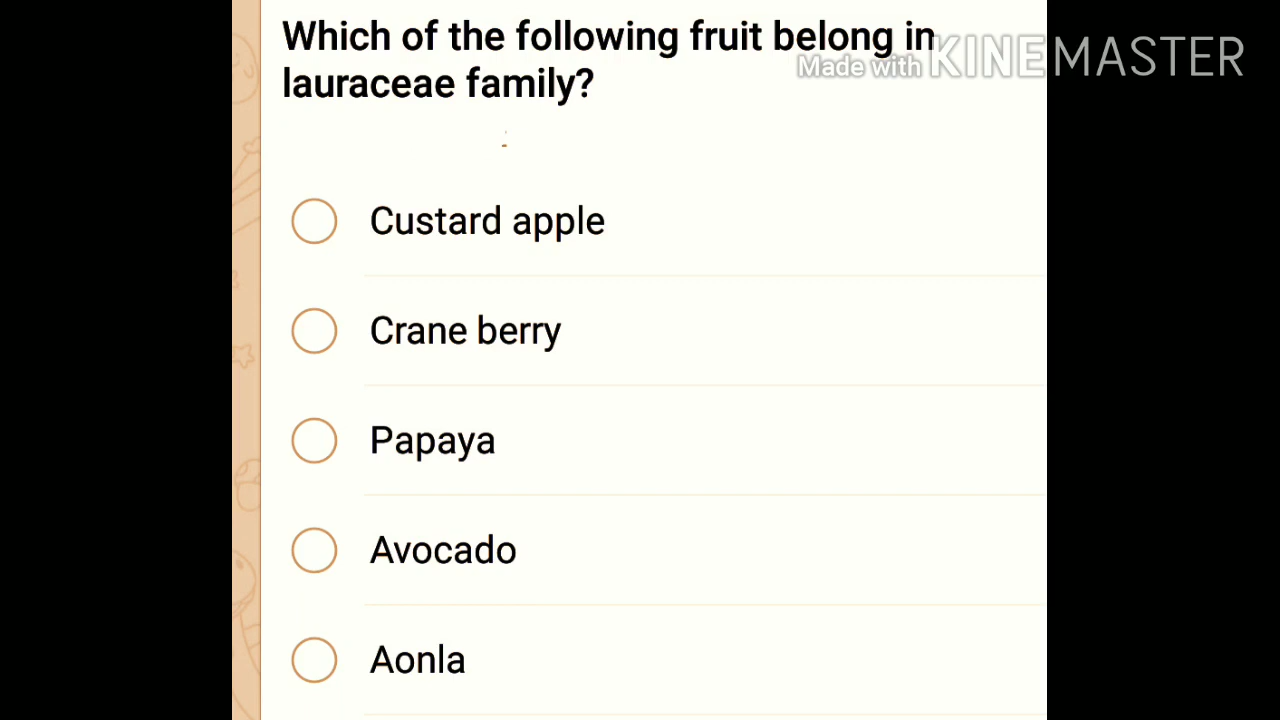 Which of the following fruit belong in
lauraceae family?
Made with KINEMASTER
Custard apple
Crane berry
Papaya
Avocado
Aonla